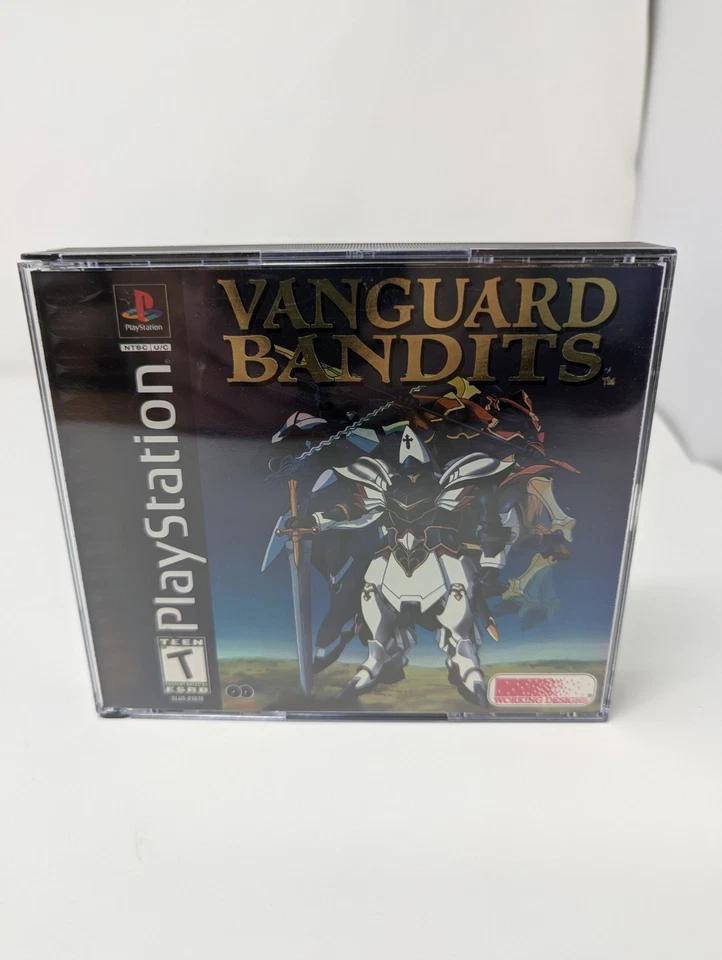 PlayStation
NTSC U/C
PlayStation
VANGUARD
BANDITS
TM
TEEN
T
ESRB
WORKING DESIGNS